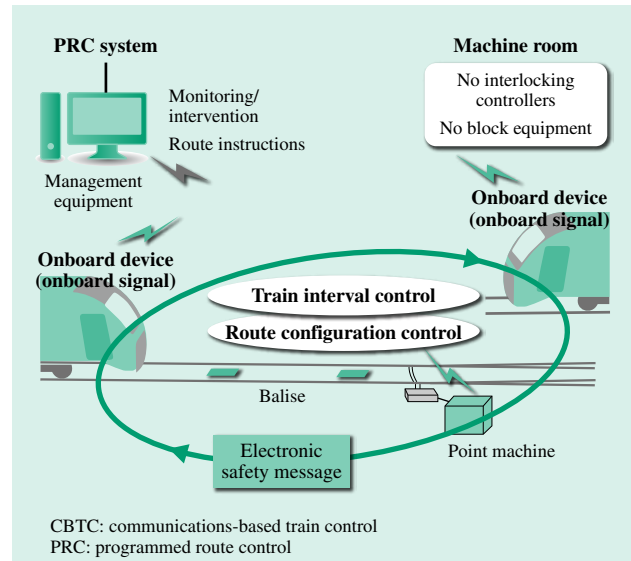 PRC system
Monitoring/
intervention
Route instructions
Management
equipment
Machine room
No interlocking
controllers
No block equipment
Onboard device
(onboard signal)
Onboard device
(onboard signal)
Train interval control
Route configuration control
Balise
Point machine
Electronic
safety message
CBTC: communications-based train control
PRC: programmed route control